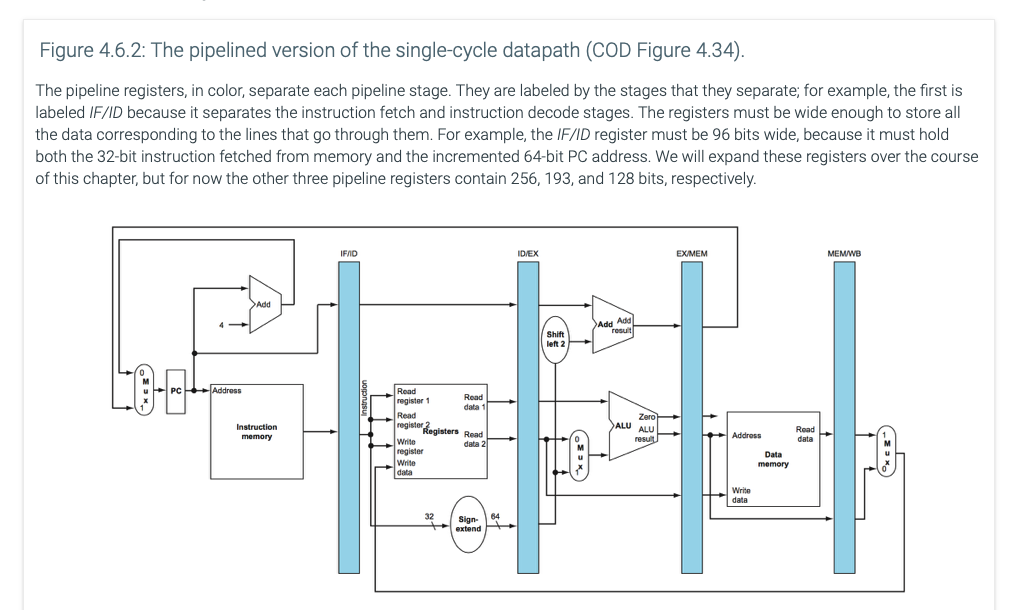 Figure 4.6.2: The pipelined version of the single-cycle datapath (COD Figure 4.34).
The pipeline registers, in color, separate each pipeline stage. They are labeled by the stages that they separate; for example, the first is
labeled IF/ID because it separates the instruction fetch and instruction decode stages. The registers must be wide enough to store all
the data corresponding to the lines that go through them. For example, the IF/ID register must be 96 bits wide, because it must hold
both the 32-bit instruction fetched from memory and the incremented 64-bit PC address. We will expand these registers over the course
of this chapter, but for now the other three pipeline registers contain 256, 193, and 128 bits, respectively.
IF/ID
ID/EX
EX/MEM
MEM/WB
Add
4
0
M
u
x
1
PC
Address
Instruction
memory
Instruction
Read
register 1
Read
register 2
Registers
Write
register
Write
data
Read
data 1
Read
data 2
32
Sign-
extend
64
Shift
left 2
Add
Add
result
0
M
u
x
1
ALU
Zero
ALU
result
Address
Read
data
Data
memory
Write
data
1
M
u
x
0